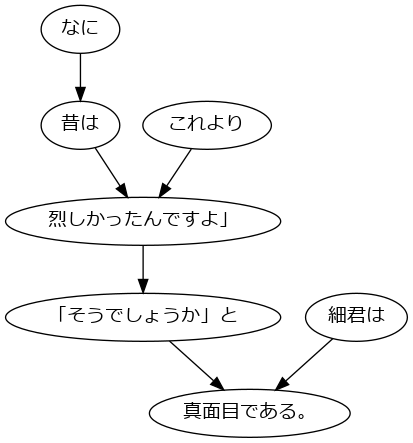 なに
昔は
これより
烈しかったんですよ」
「そうでしょうか」と
細君は
真面目である。